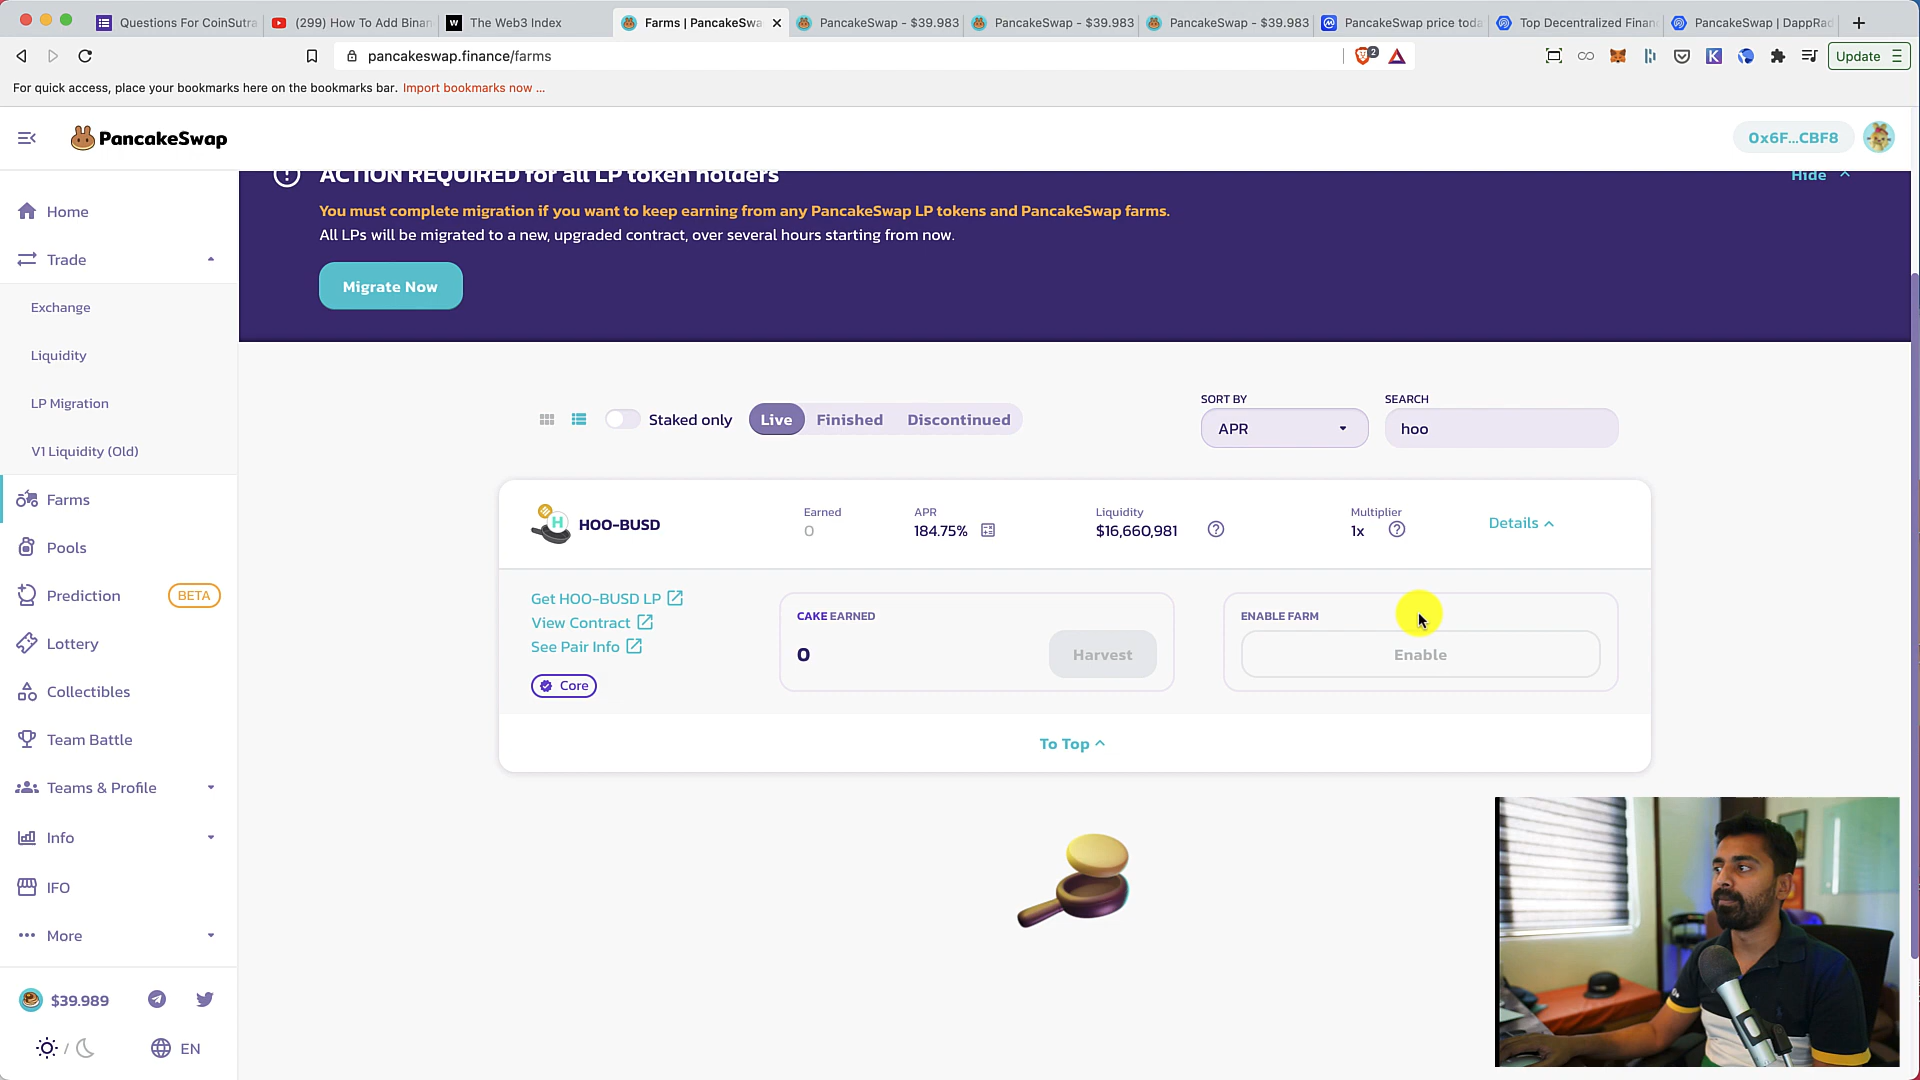 Questions For CoinSutra
(299) How To Add Binan
The Web3 Index
Farms | PancakeSwa
PancakeSwap - $39.983
PancakeSwap - $39.983
PancakeSwap - $39.983
PancakeSwap price toda
Top Decentralized Finan
PancakeSwap | DappRad
pancakeswap.finance/farms
2
Update
For quick access, place your bookmarks here on the bookmarks bar. Import bookmarks now ...
PancakeSwap
0x6F...CBF8
ACTION REQUIRED for all LP token holders
Hide
You must complete migration if you want to keep earning from any PancakeSwap LP tokens and PancakeSwap farms.
All LPs will be migrated to a new, upgraded contract, over several hours starting from now.
Migrate Now
Home
Trade
Exchange
Liquidity
LP Migration
V1 Liquidity (Old)
Farms
Pools
Prediction BETA
Lottery
Collectibles
Team Battle
Teams & Profile
Info
IFO
More
$39.989
/
EN
Staked only
Live Finished Discontinued
SORT BY
APR
SEARCH
hoo
H
HOO-BUSD
Earned
0
APR
184.75%
Liquidity
$16,660,981
Multiplier
1x
Details
Get HOO-BUSD LP
View Contract
See Pair Info
Core
CAKE EARNED
0
Harvest
ENABLE FARM
Enable
To Top